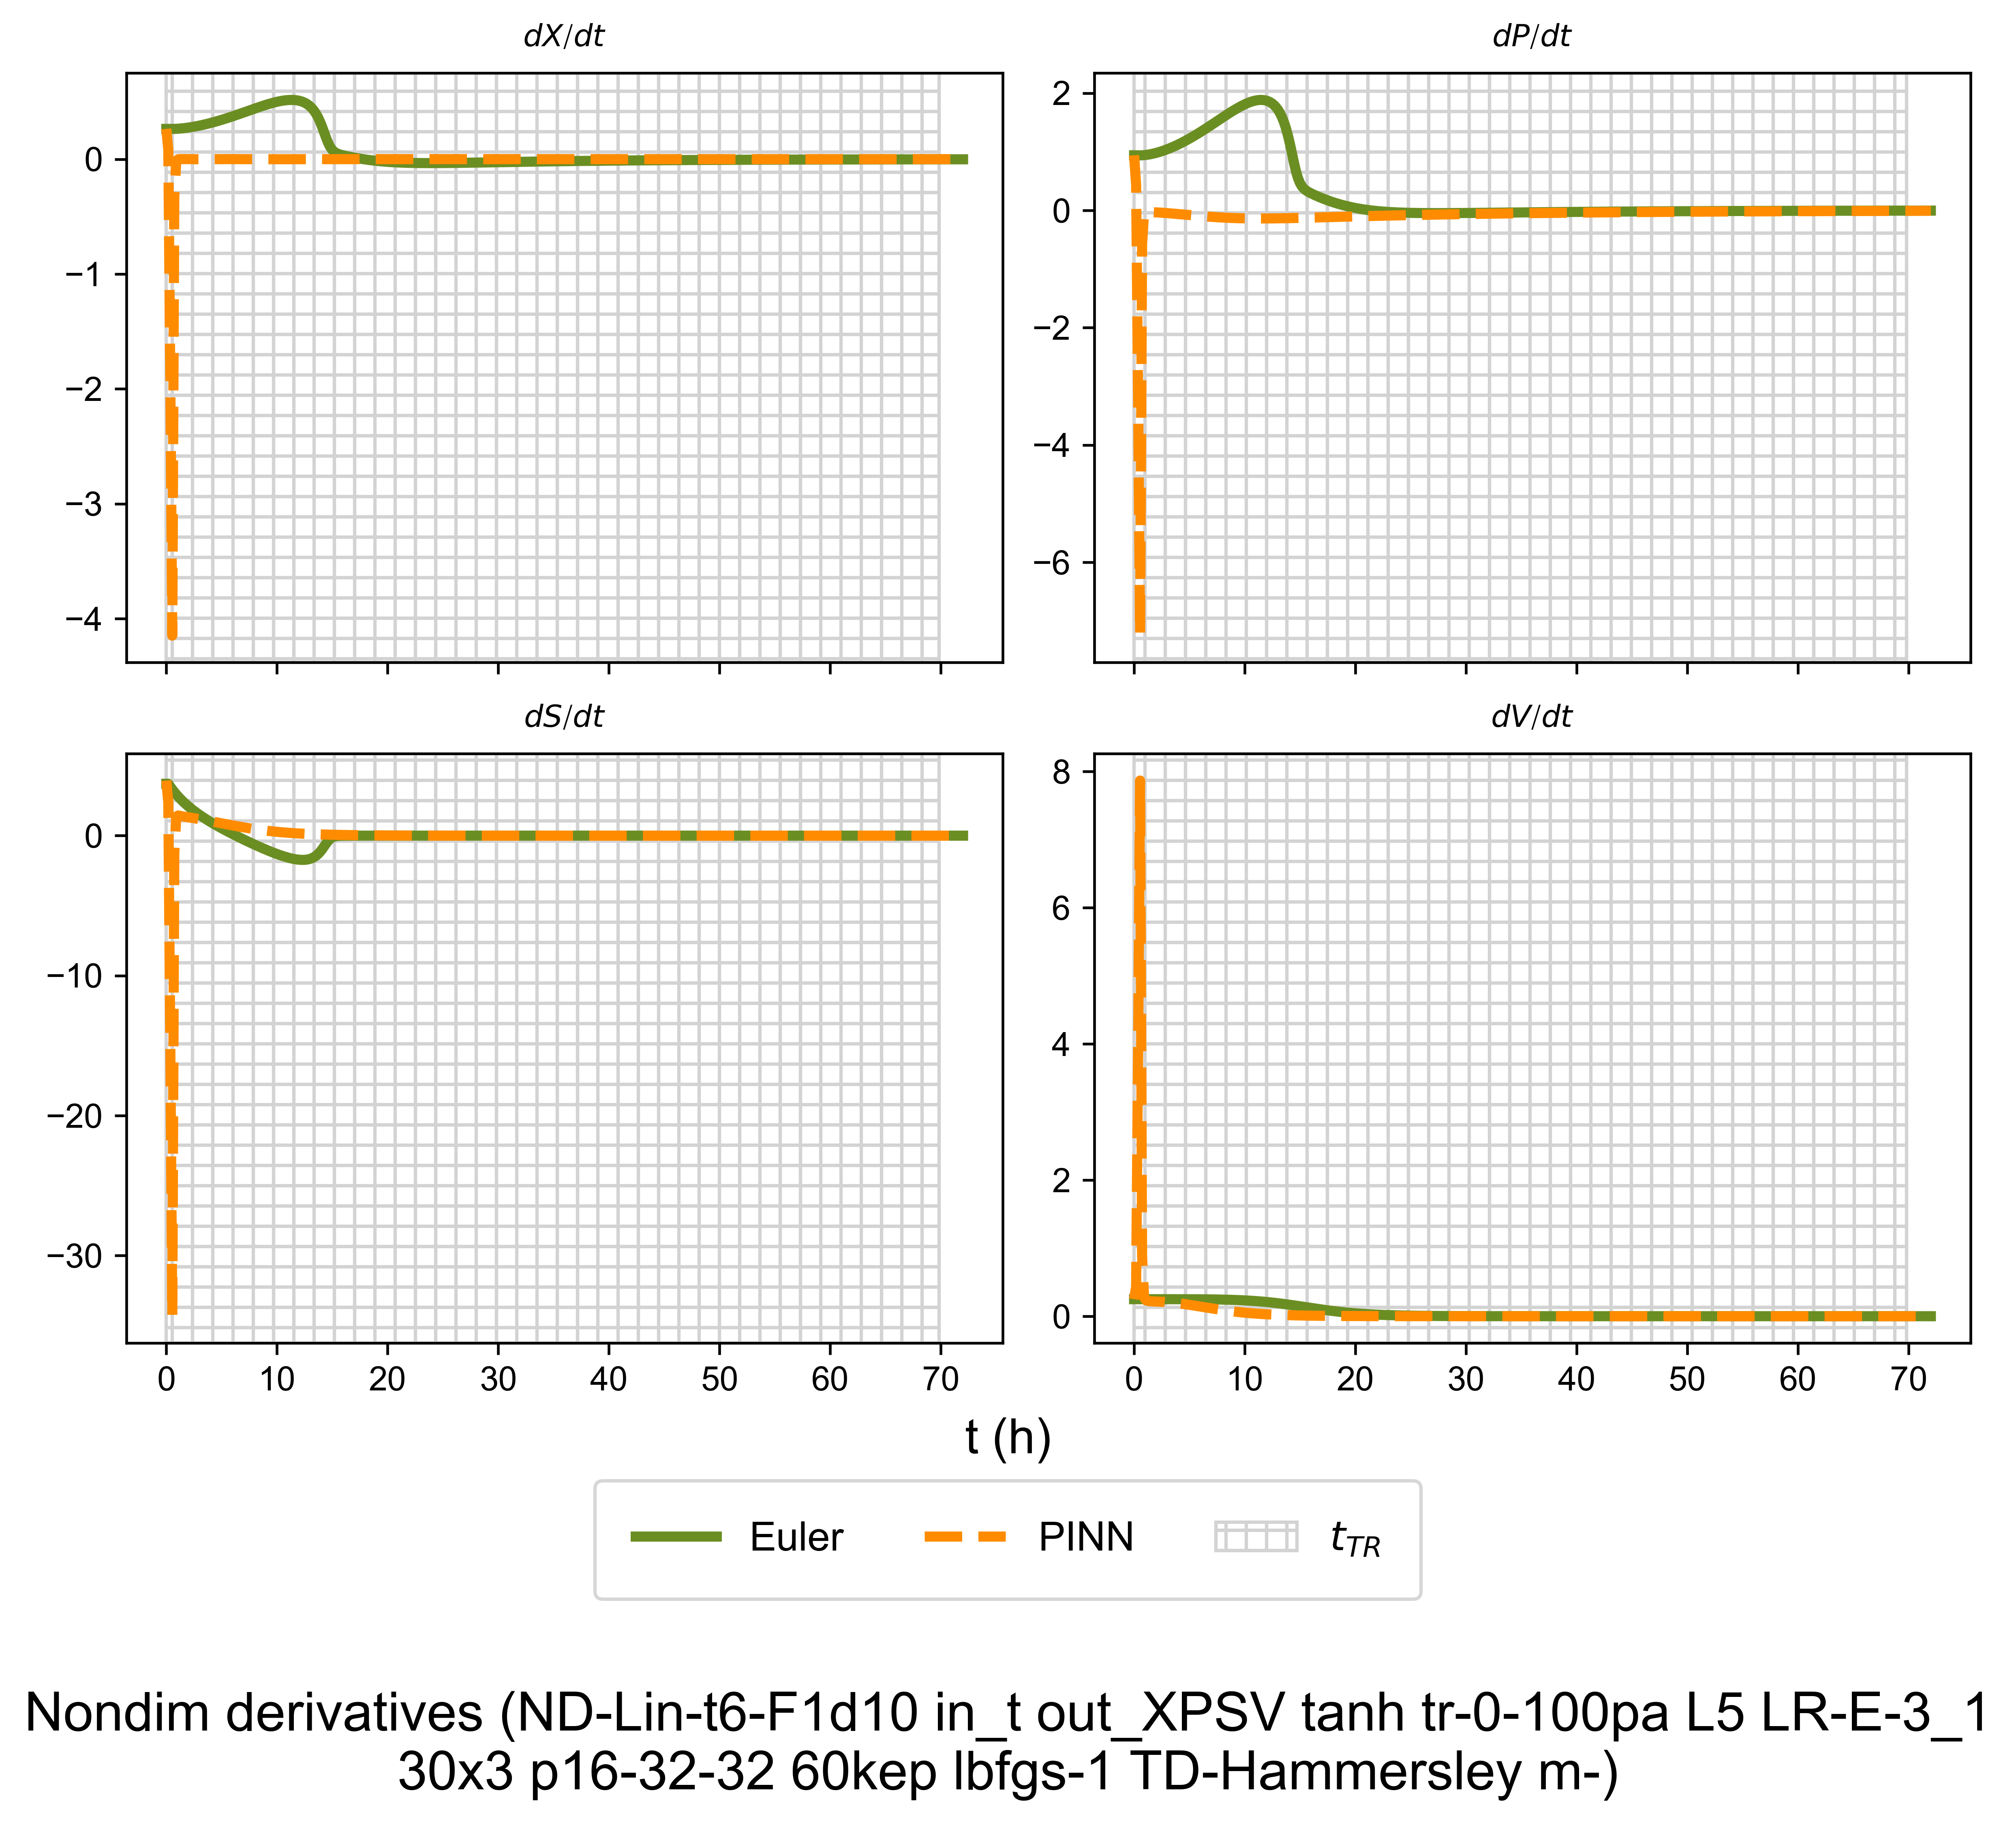 dX/dt
dP/dt
0
−1
−2
−3
−4
2
0
−2
−4
−6
dS/dt
dV/dt
0
−10
−20
−30
8
6
4
2
0
0 10 20 30 40 50 60 70
0 10 20 30 40 50 60 70
t (h)
Euler PINN t_TR
Nondim derivatives (ND-Lin-t6-F1d10 in_t out_XPSV tanh tr-0-100pa L5 LR-E-3_1
30x3 p16-32-32 60kep lbfgs-1 TD-Hammersley m-)